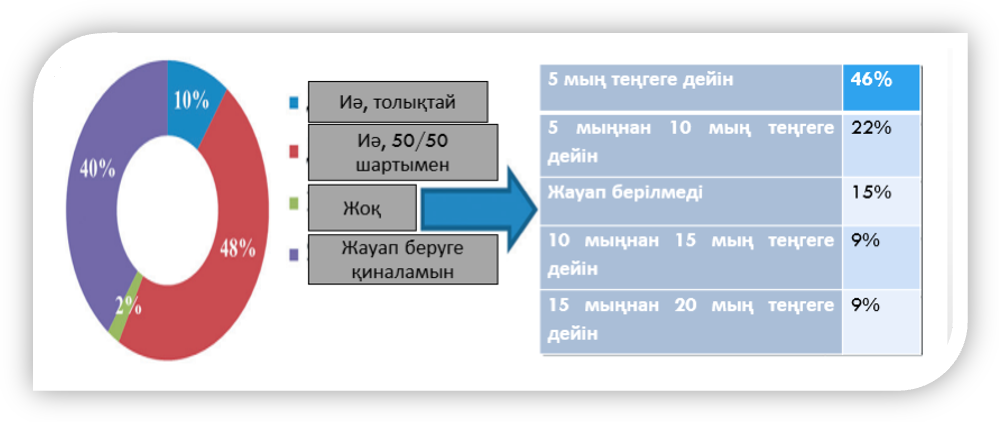 10%
40%
48%
2%
Иә, толықтай
Иә, 50/50
шартымен
Жоқ
Жауап беруге
қиналамын
5 мың теңгеге дейін 46%
5 мыңнан 10 мың теңгеге 22%
дейін
Жауап берілмеді 15%
10 мыңнан 15 мың теңгеге 9%
дейін
15 мыңнан 20 мың теңгеге 9%
дейін